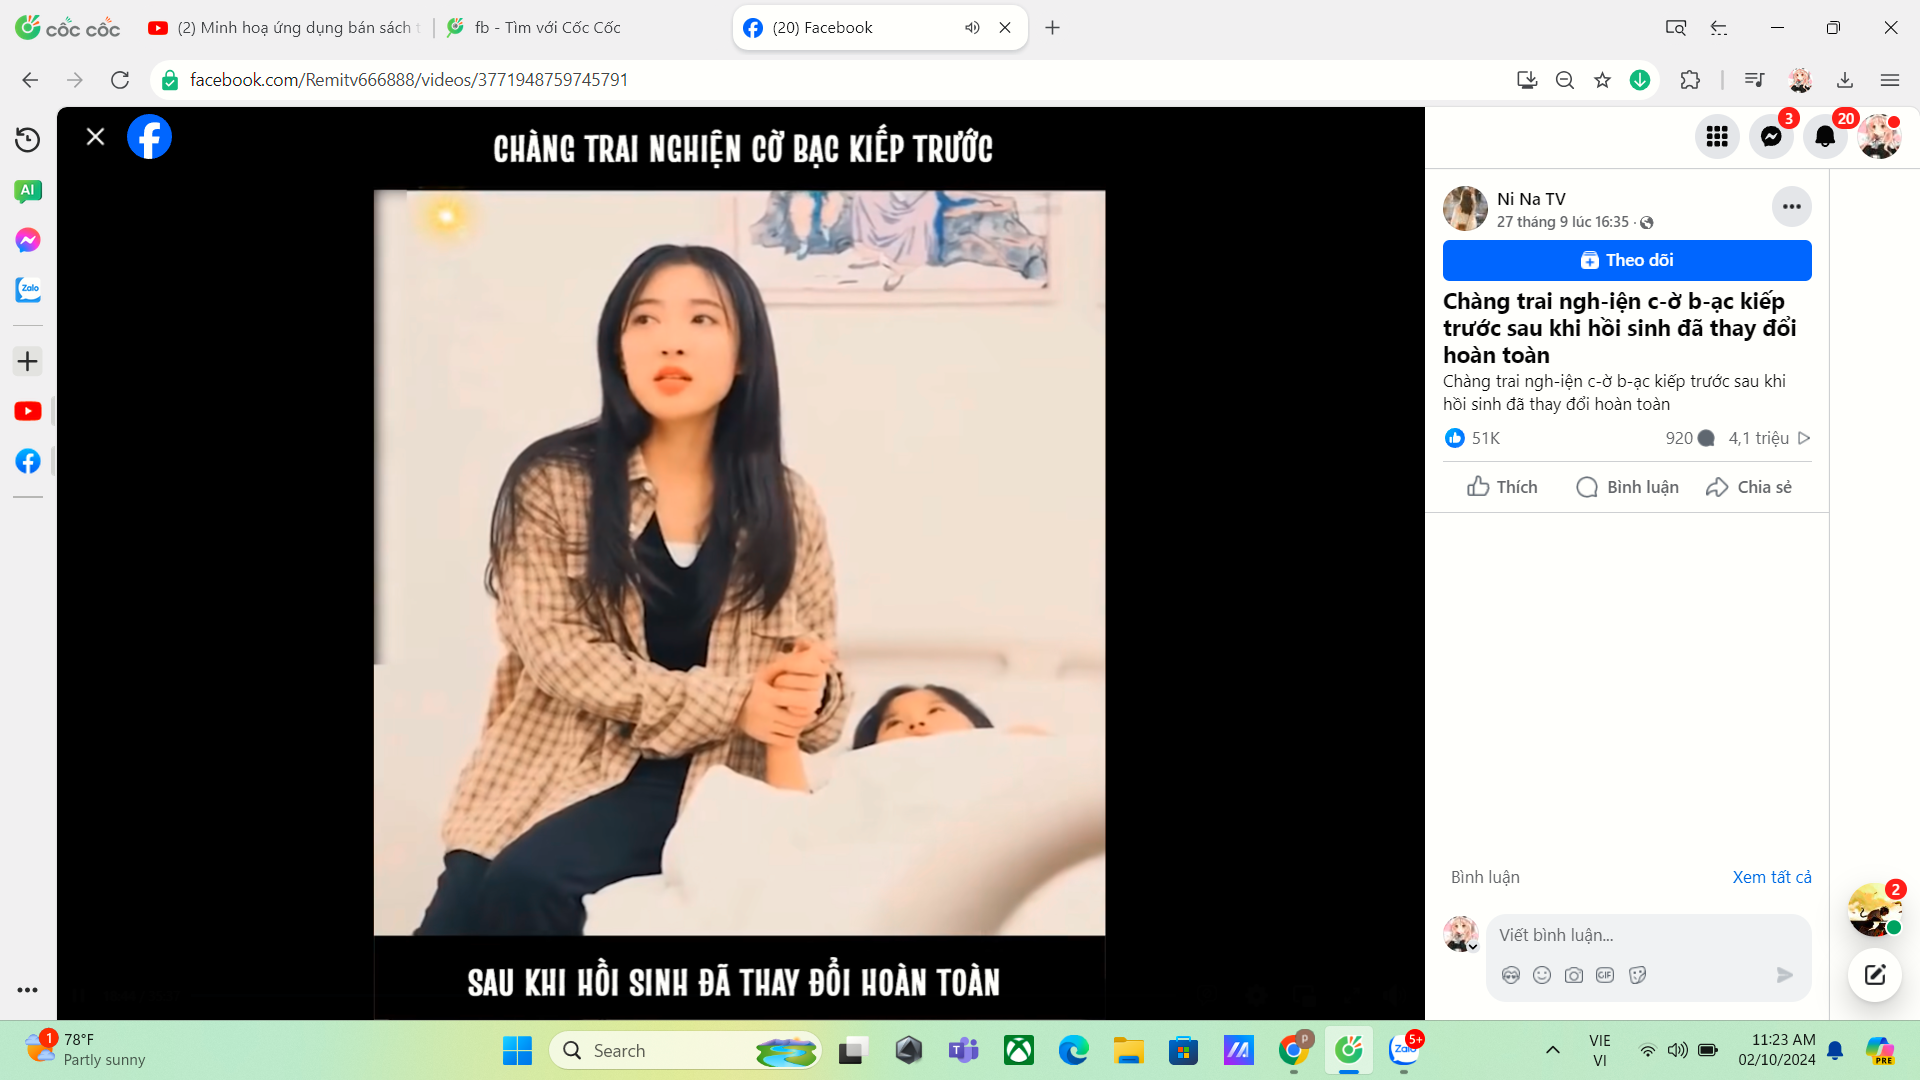 cốc cốc
(2) Minh hoạ ứng dụng bán sách
fb - Tìm với Cốc Cốc
(20) Facebook
facebook.com/Remitv666888/videos/3771948759745791
AI
Zalo
CHÀNG TRAI NGHIỆN CỜ BẠC KIẾP TRƯỚC
SAU KHI HỒI SINH ĐÃ THAY ĐỔI HOÀN TOÀN
3
20
Ni Na TV
27 tháng 9 lúc 16:35 ·
Theo dõi
Chàng trai ngh-iện c-ờ b-ạc kiếp
trước sau khi hồi sinh đã thay đổi
hoàn toàn
Chàng trai ngh-iện c-ờ b-ạc kiếp trước sau khi
hồi sinh đã thay đổi hoàn toàn
51K
920
4,1 triệu
Thích
Bình luận
Chia sẻ
Bình luận
Xem tất cả
Viết bình luận...
GIF
2
1
78°F
Partly sunny
Search
P
Zalo
5+
VIE
VI
11:23 AM
02/10/2024
PRE